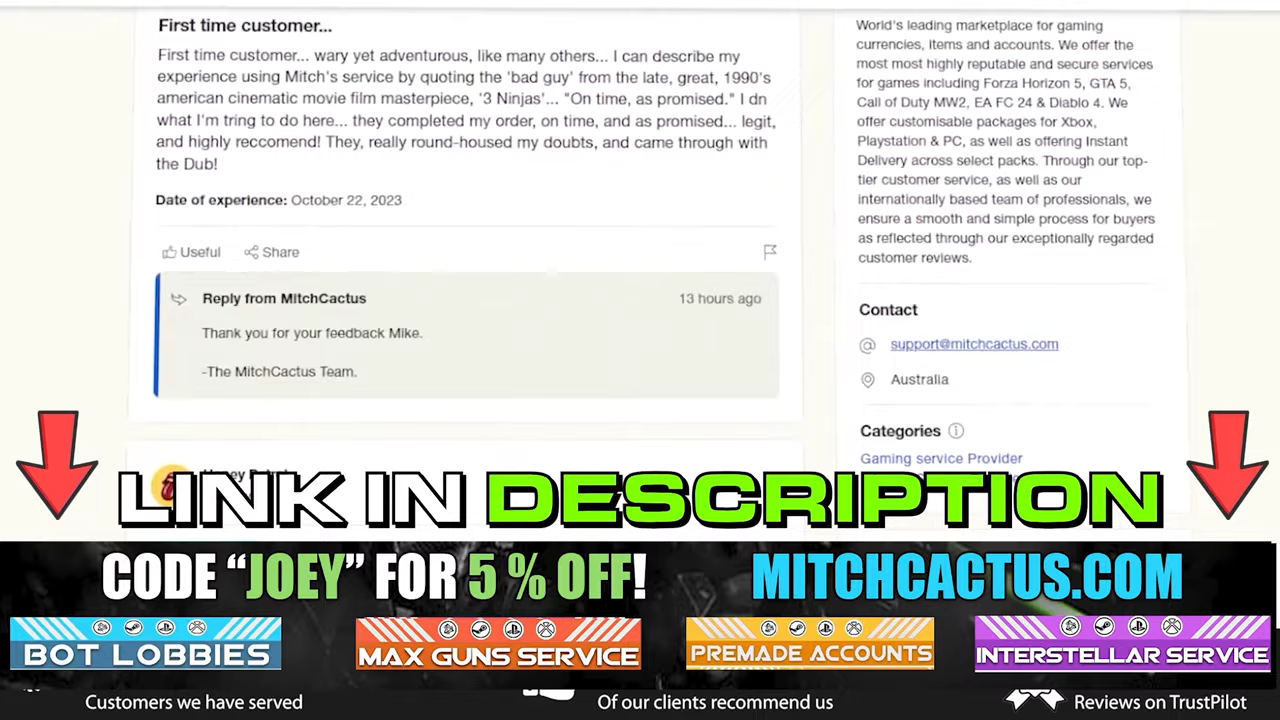 First time customer...
First time customer... wary yet adventurous, like many others... I can describe my
experience using Mitch's service by quoting the 'bad guy' from the late, great, 1990's
american cinematic movie film masterpiece, '3 Ninjas'... "On time, as promised." I dn
what I'm tring to do here... they completed my order, on time, and as promised... legit,
and highly reccomend! They, really round-housed my doubts, and came through with
the Dub!
Date of experience: October 22, 2023
Useful Share
Reply from MitchCactus 13 hours ago
Thank you for your feedback Mike.
-The MitchCactus Team.
World's leading marketplace for gaming
currencies, items and accounts. We offer the
most most highly reputable and secure services
for games including Forza Horizon 5, GTA 5,
Call of Duty MW2, EA FC 24 & Diablo 4. We
offer customisable packages for Xbox,
Playstation & PC, as well as offering Instant
Delivery across select packs. Through our top-
tier customer service, as well as our
internationally based team of professionals, we
ensure a smooth and simple process for buyers
as reflected through our exceptionally regarded
customer reviews.
Contact
support@mitchcactus.com
Australia
Categories
Gaming service Provider
LINK IN DESCRIPTION
CODE “JOEY” FOR 5 % OFF! MITCHCACTUS.COM
BOT LOBBIES MAX GUNS SERVICE PREMADE ACCOUNTS INTERSTELLAR SERVICE
Customers we have served Of our clients recommend us Reviews on TrustPilot